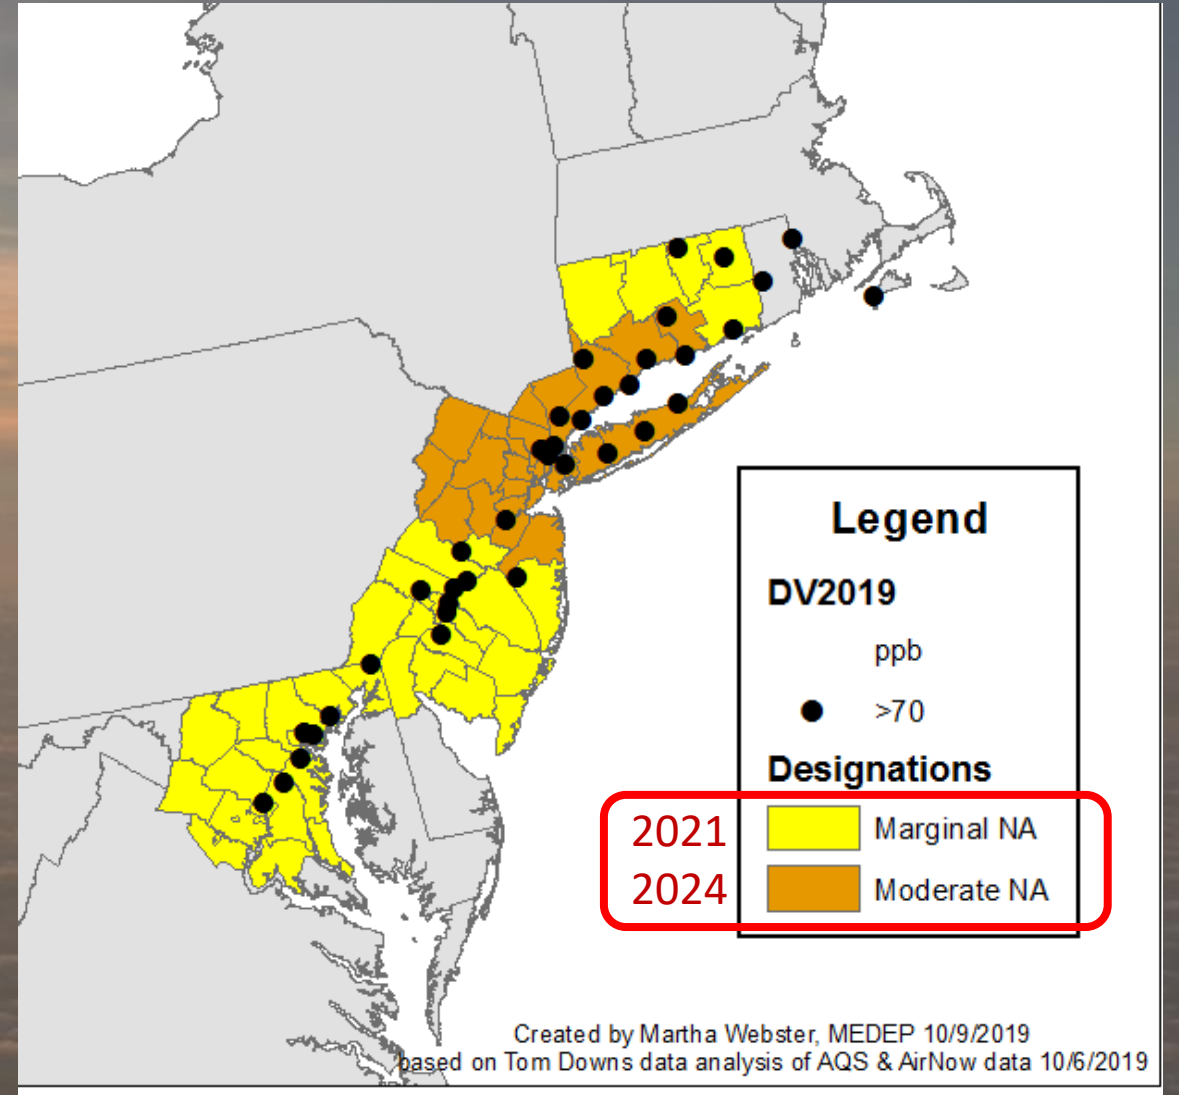 Legend
DV2019
ppb
>70
Designations
2021 Marginal NA
2024 Moderate NA
Created by Martha Webster, MEDEP 10/9/2019
based on Tom Downs data analysis of AQS & AirNow data 10/6/2019